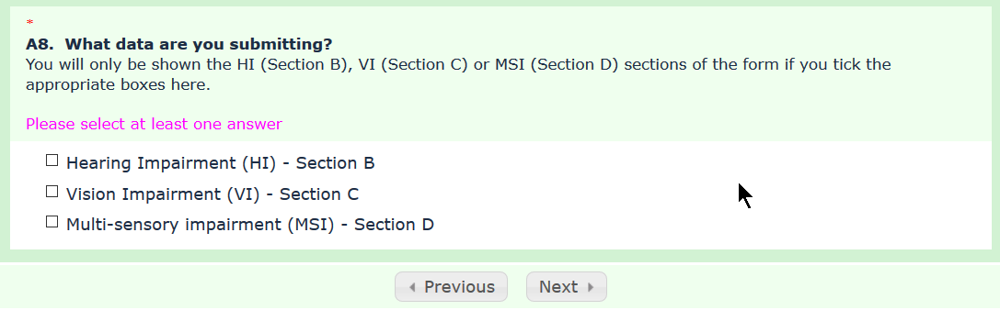 *
A8. What data are you submitting?
You will only be shown the HI (Section B), VI (Section C) or MSI (Section D) sections of the form if you tick the
appropriate boxes here.
Please select at least one answer
Hearing Impairment (HI) - Section B
Vision Impairment (VI) - Section C
Multi-sensory impairment (MSI) - Section D
Previous
Next